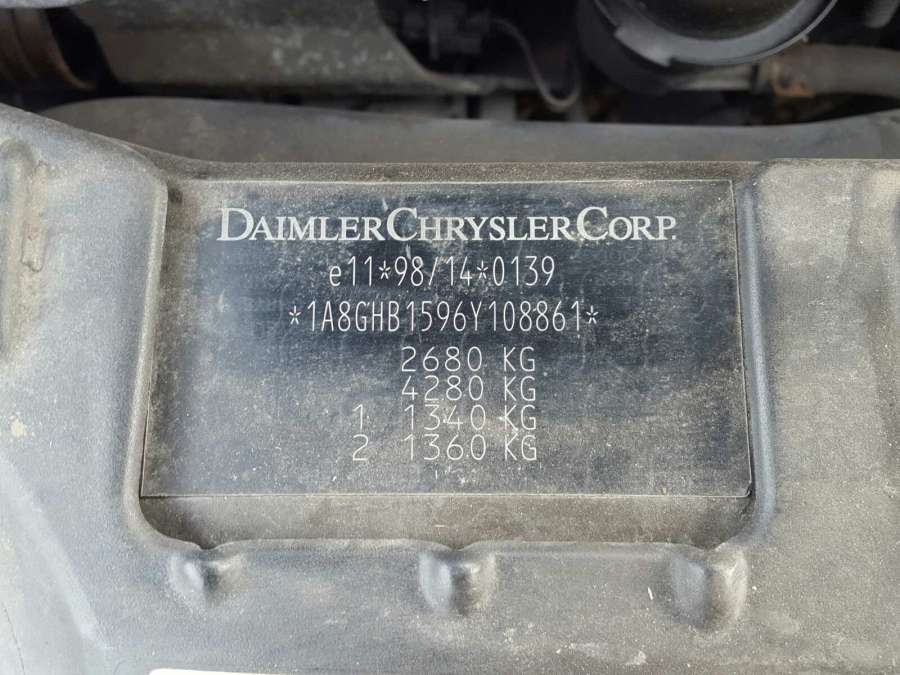 DAIMLERCHRYSLERCORP.
e11*98/14*0139
*1A8GHB1596Y108861*
2680 KG
4280 KG
1 1340 KG
2 1360 KG